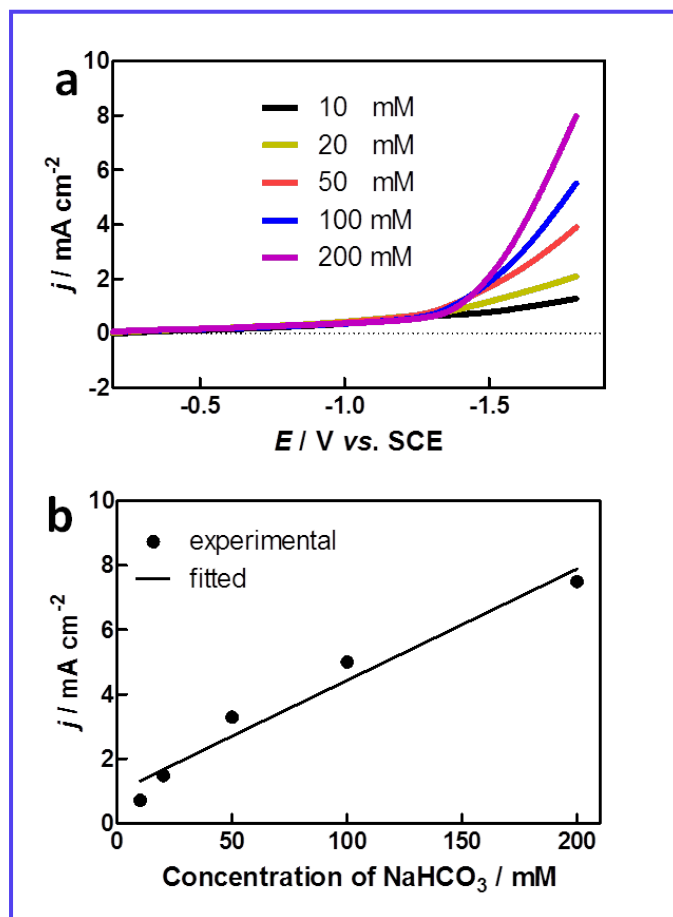 a
10 mM
20 mM
50 mM
100 mM
200 mM
10
8
6
4
2
0
-2
j / mA cm⁻²
-0.5 -1.0 -1.5
E / V vs. SCE
b
experimental
fitted
10
8
6
4
2
0
j / mA cm⁻²
0 50 100 150 200
Concentration of NaHCO₃ / mM